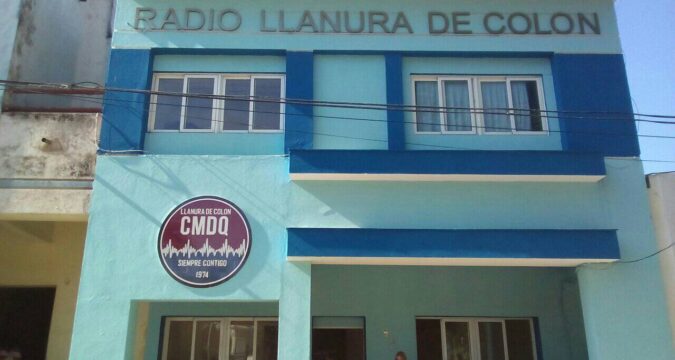 RADIO LLANURA DE COLON
LLANURA DE COLON
CMDQ
SIEMPRE CONTIGO
1974